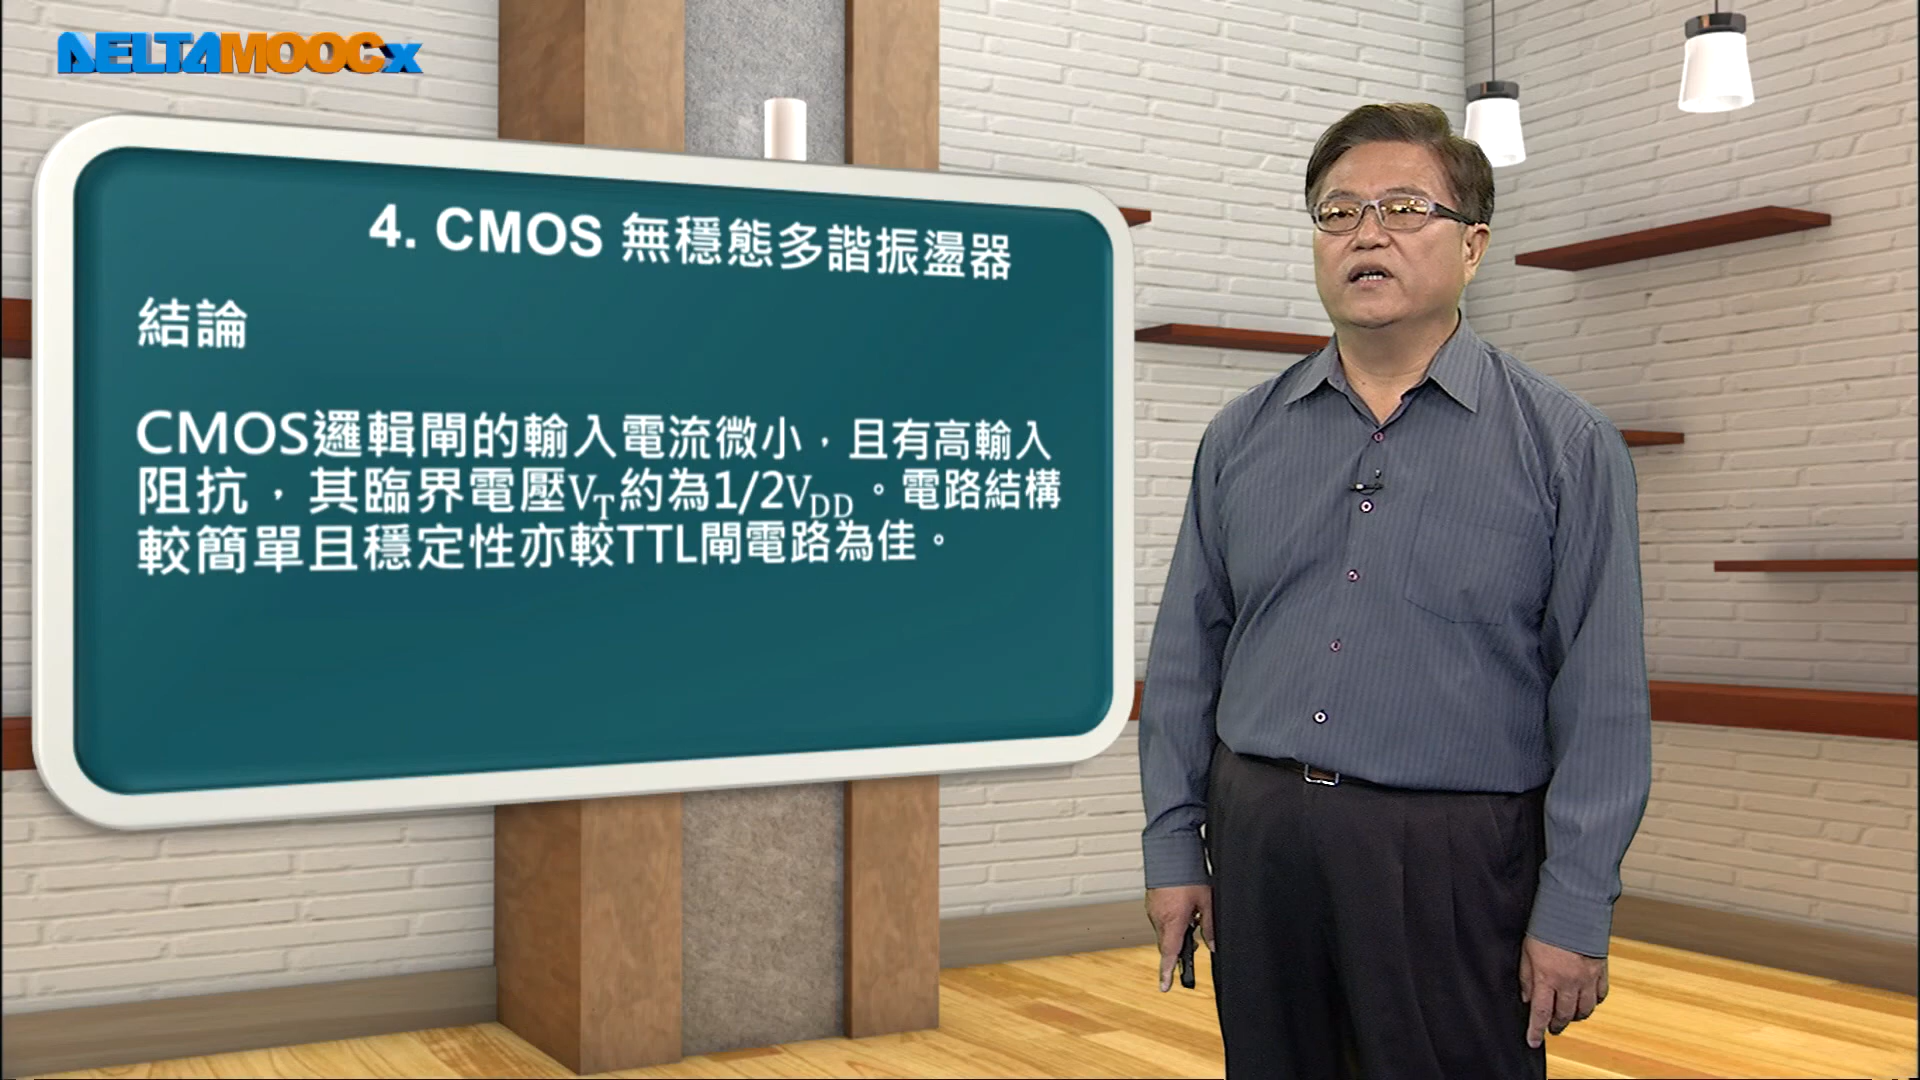 DELTAMOOCx
4. CMOS 無穩態多諧振盪器
結論
CMOS邏輯閘的輸入電流微小，且有高輸入
阻抗，其臨界電壓V_T約為1/2V_DD。電路結構
較簡單且穩定性亦較TTL閘電路為佳。